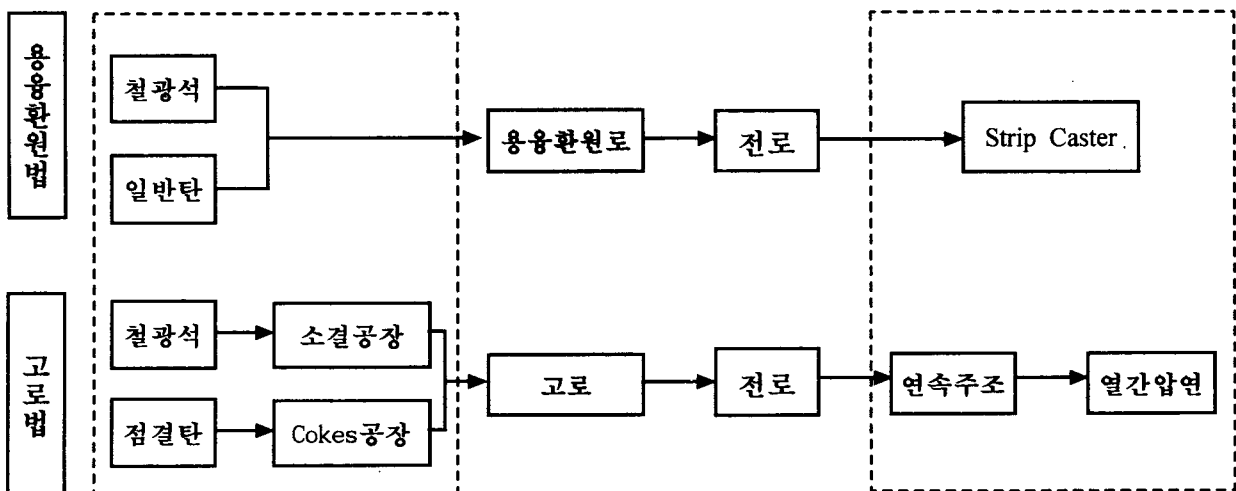 용융환원법
철광석
일반탄
용융환원로
전로
Strip Caster
고로법
철광석
소결공장
점결탄
Cokes공장
고로
전로
연속주조
열간압연